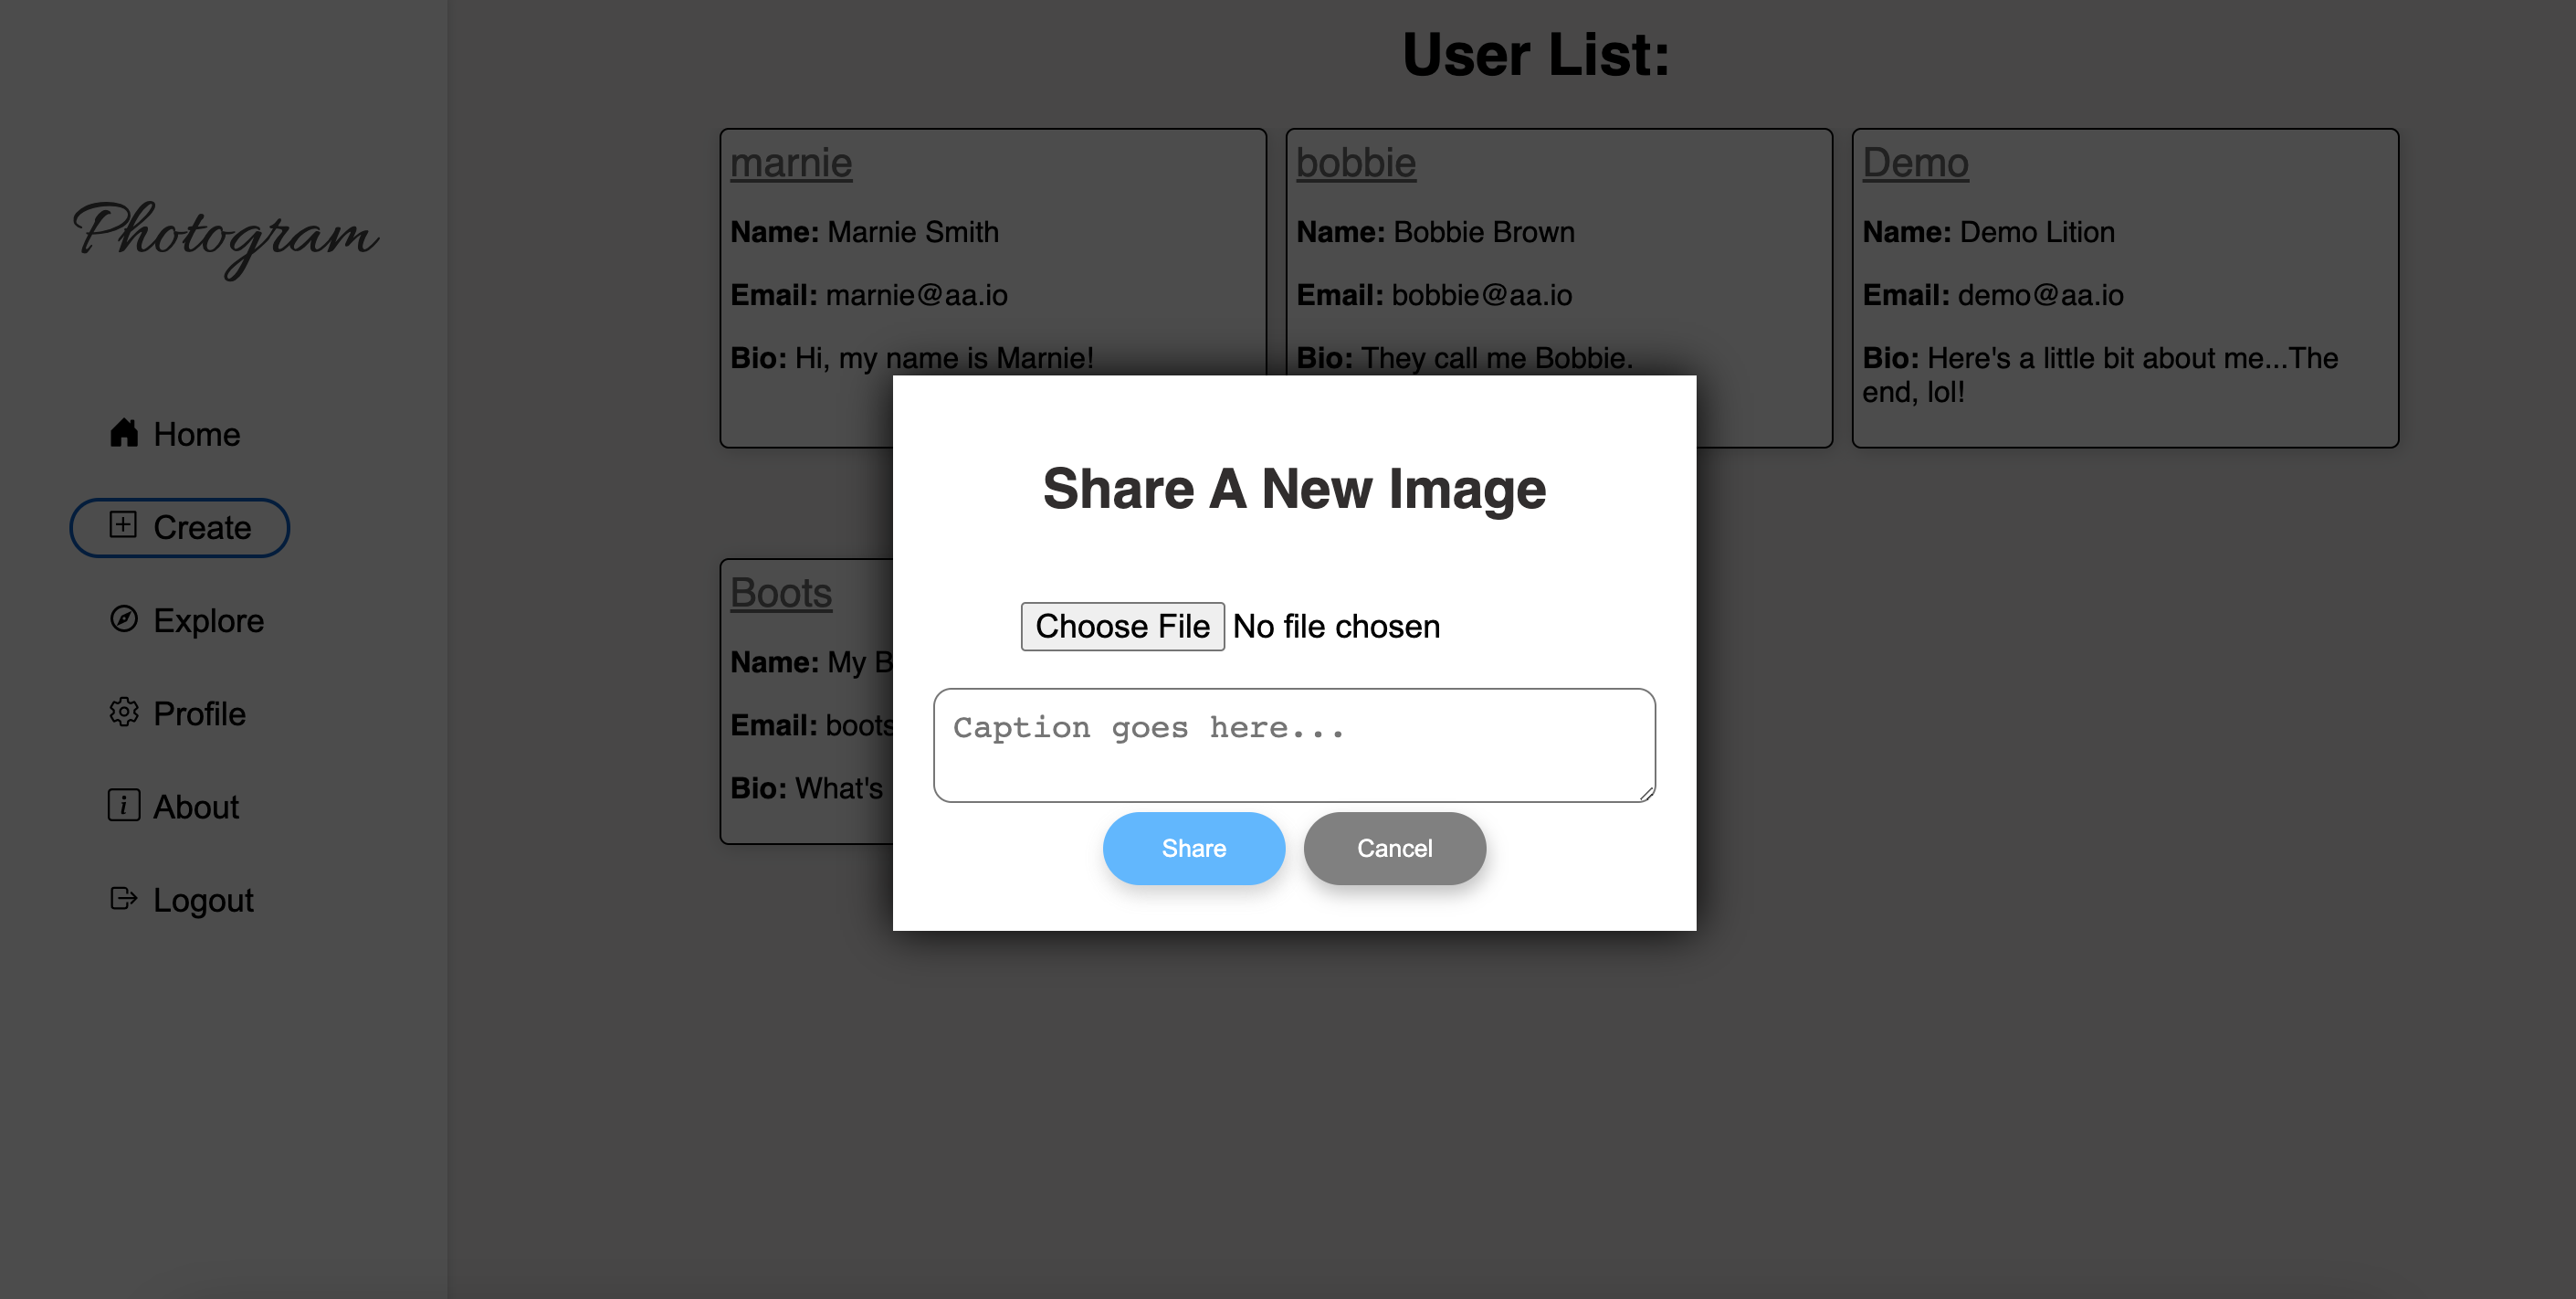 Photogram
Home
Create
Explore
Profile
About
Logout
User List:
marnie
Name: Marnie Smith
Email: marnie@aa.io
Bio: Hi, my name is Marnie!
bobbie
Name: Bobbie Brown
Email: bobbie@aa.io
Bio: They call me Bobbie.
Demo
Name: Demo Lition
Email: demo@aa.io
Bio: Here's a little bit about me...The
end, lol!
Boots
Name: My
Email:
Bio: What's
Share A New Image
Choose File No file chosen
Caption goes here...
Share
Cancel